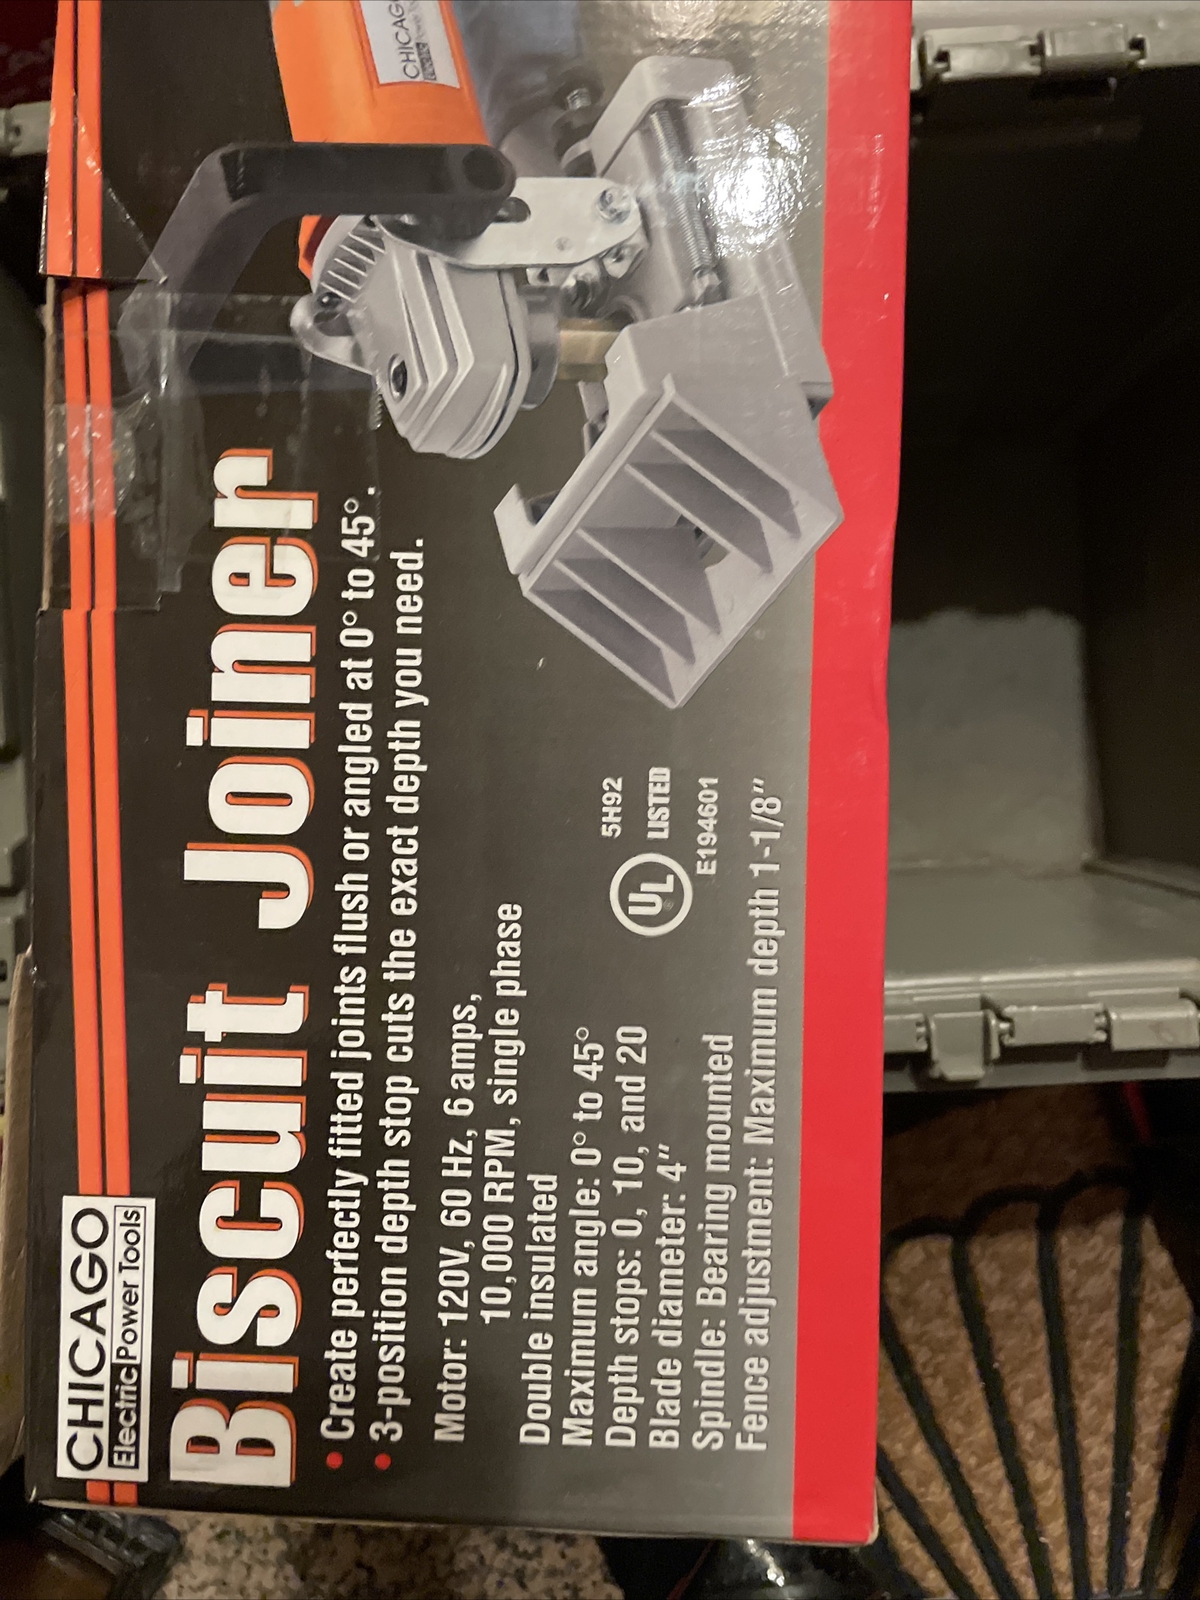 CHICAGO
Electric Power Tools
Biscuit Joiner
• Create perfectly fitted joints flush or angled at 0° to 45°.
• 3-position depth stop cuts the exact depth you need.
Motor: 120V, 60 Hz, 6 amps,
10,000 RPM, single phase
Double insulated
Maximum angle: 0° to 45°
Depth stops: 0, 10, and 20
Blade diameter: 4"
Spindle: Bearing mounted
Fence adjustment: Maximum depth 1-1/8"
UL ®
5H92
LISTED
E194601
CHICAGO